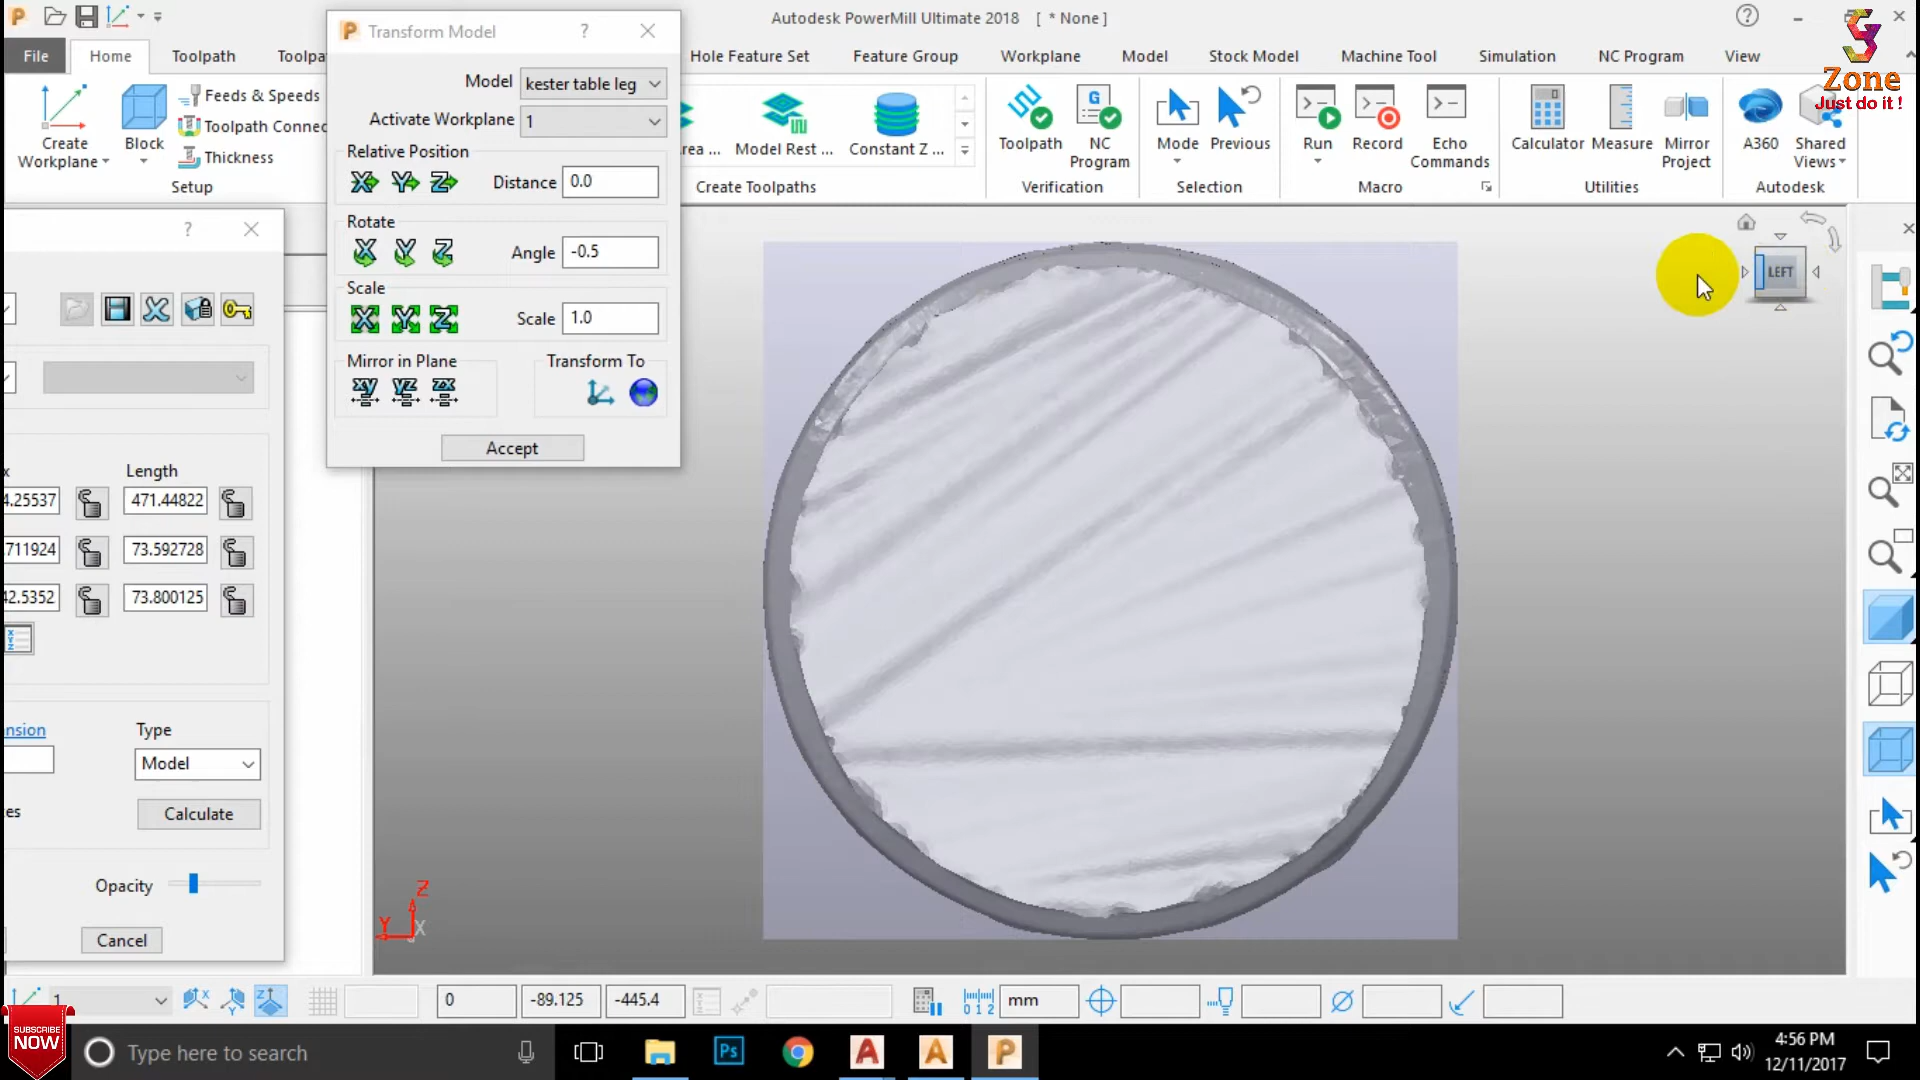 Autodesk PowerMill Ultimate 2018 [ * None ]
Zone
Just do it !
File
Home
Toolpath
Toolpa
Hole Feature Set
Feature Group
Workplane
Model
Stock Model
Machine Tool
Simulation
NC Program
View
Create Workplane
Block
Feeds & Speeds
Toolpath Connec
Thickness
Setup
Transform Model
?
Model
kester table leg
Activate Workplane
1
Relative Position
Distance
0.0
Rotate
Angle
-0.5
Scale
Scale
1.0
Mirror in Plane
Transform To
Accept
rea ...
Model Rest ...
Constant Z ...
Create Toolpaths
Toolpath
NC Program
Verification
Mode
Previous
Selection
Run
Record
Echo Commands
Macro
Calculator
Measure
Mirror Project
Utilities
A360
Shared Views
Autodesk
?
x
Length
4.25537
471.44822
.711924
73.592728
42.5352
73.800125
nsion
Type
Model
es
Calculate
Opacity
Cancel
LEFT
Z
Y
X
1
0
-89.125
-445.4
mm
SUBSCRIBE
NOW
Type here to search
Ps
4:56 PM
12/11/2017